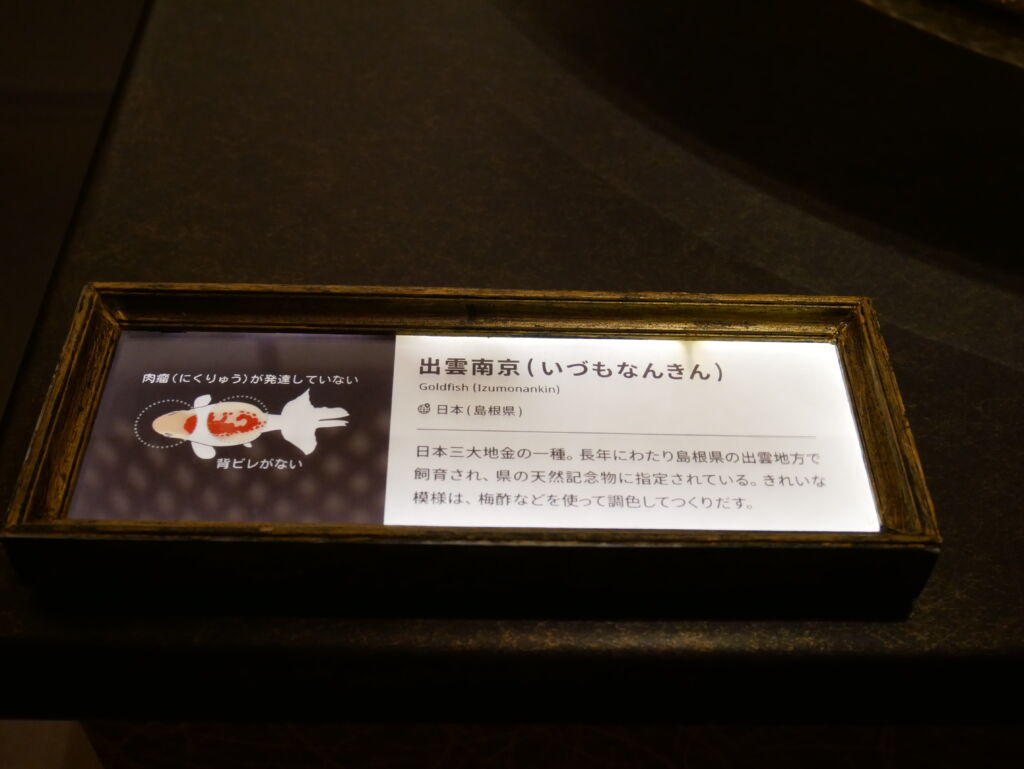 肉瘤(にくりゅう)が発達していない
背ビレがない
出雲南京(いづもなんきん)
Goldfish (Izumonankin)
日本(島根県)
日本三大地金の一種。長年にわたり島根県の出雲地方で
飼育され、県の天然記念物に指定されている。きれいな
模様は、梅酢などを使って調色してつくりだす。